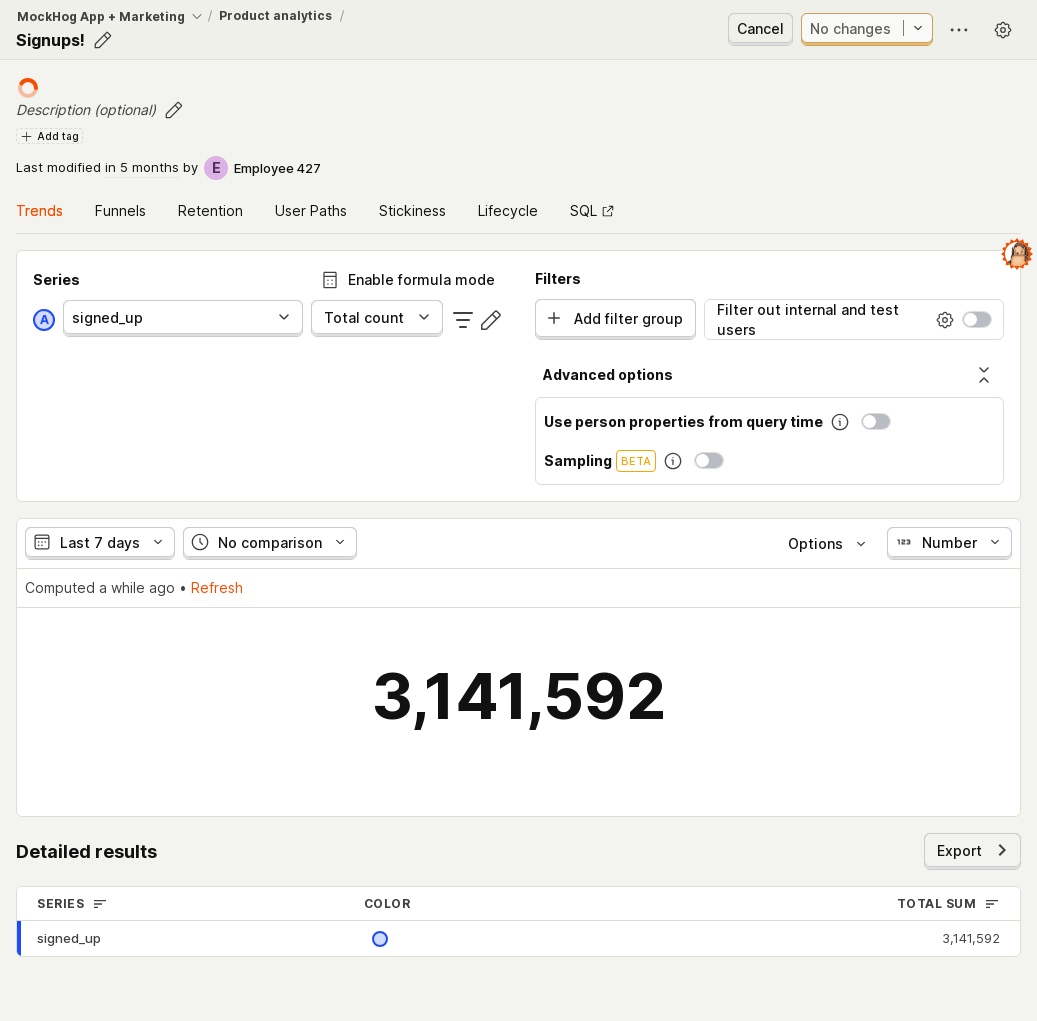 MockHog App + Marketing / Product analytics /
Signups!
Cancel
No changes
Description (optional)
Add tag
Last modified in 5 months by E Employee 427
Trends Funnels Retention User Paths Stickiness Lifecycle SQL
Series
Enable formula mode
A signed_up
Total count
Filters
Add filter group
Filter out internal and test
users
Advanced options
Use person properties from query time
Sampling BETA
Last 7 days
No comparison
Options
123 Number
Computed a while ago • Refresh
3,141,592
Detailed results
Export
SERIES COLOR TOTAL SUM
signed_up 3,141,592